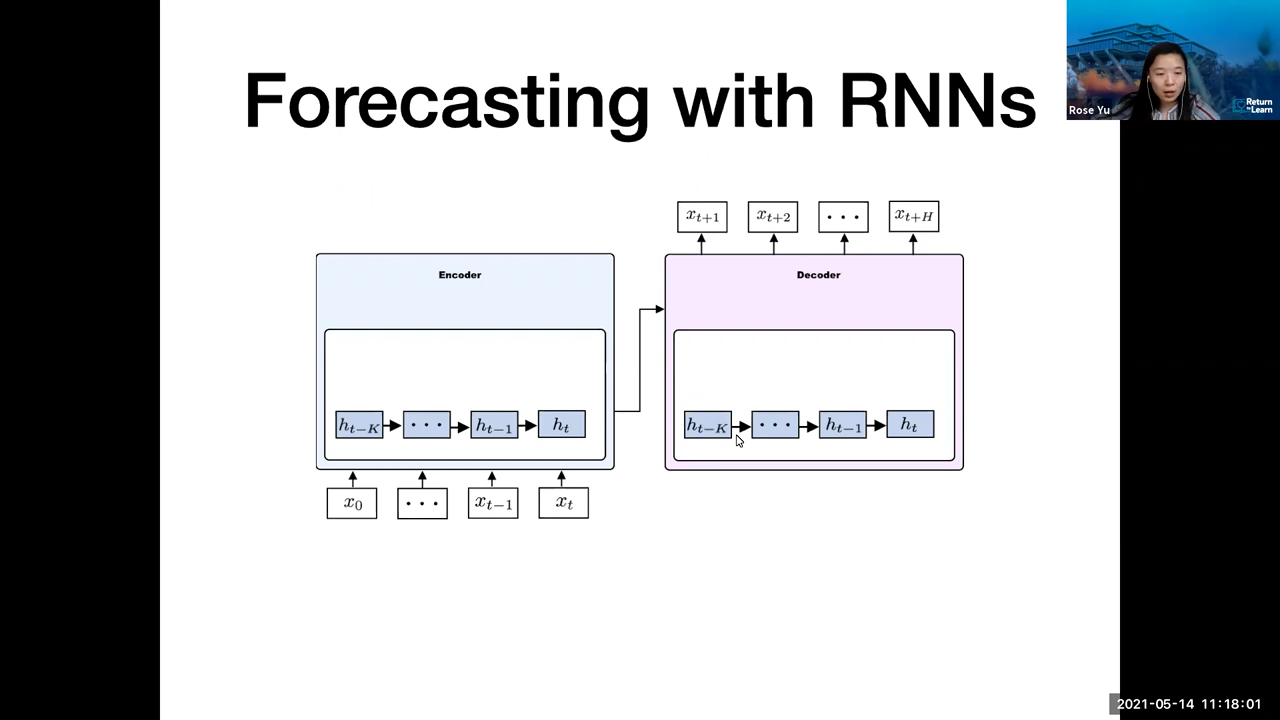 Forecasting with RNNs
Rose Yu
Return
to Learn
x_{t+1} x_{t+2} ... x_{t+H}
Encoder
Decoder
h_{t-K} ... h_{t-1} h_t
h_{t-K} ... h_{t-1} h_t
x_0 ... x_{t-1} x_t
2021-05-14 11:18:01